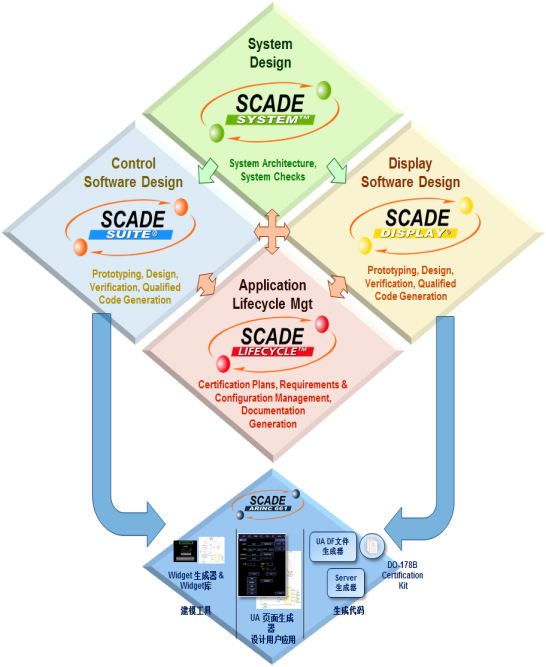 System
Design
SCADE
SYSTEM™
System Architecture,
System Checks
Control
Software Design
SCADE
SUITE®
Prototyping, Design,
Verification, Qualified
Code Generation
Display
Software Design
SCADE
DISPLAY®
Prototyping, Design,
Verification, Qualified
Code Generation
Application
Lifecycle Mgt
SCADE
LIFECYCLE™
Certification Plans, Requirements &
Configuration Management,
Documentation
Generation
SCADE
ARINC 661
Widget 生成器 &
Widget库
建模工具
UA 页面生成
器
设计用户应用
UA DF文件
生成器
Server
生成器
生成代码
DO-178B
Certification
Kit